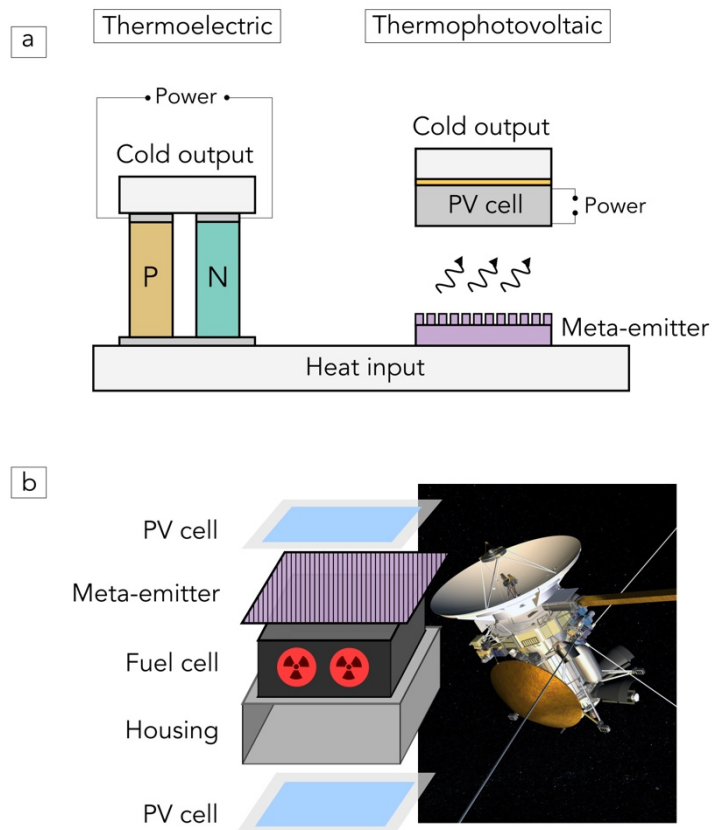 a
Thermoelectric
Thermophotovoltaic
Power
Cold output
P
N
Cold output
PV cell
Power
Meta-emitter
Heat input
b
PV cell
Meta-emitter
Fuel cell
Housing
PV cell